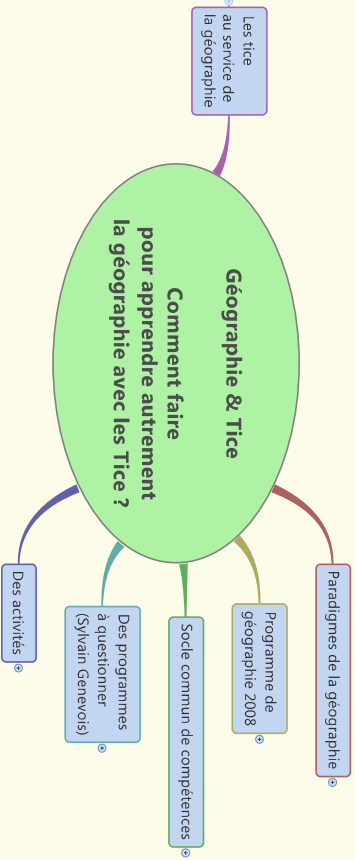 Géographie & Tice
Comment faire
pour apprendre autrement
la géographie avec les Tice ?
Les tice
au service de
la géographie
Paradigmes de la géographie
Programme de
géographie 2008
Socle commun de compétences
Des programmes
à questionner
(Sylvain Genevois)
Des activités